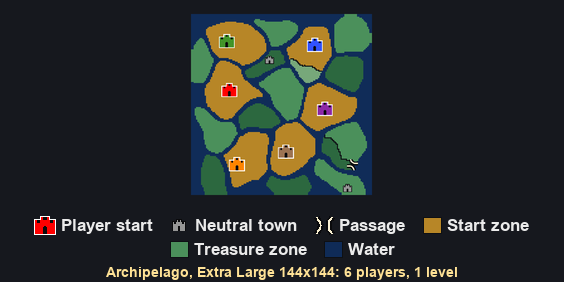 Player start Neutral town Passage Start zone
Treasure zone Water
Archipelago, Extra Large 144x144: 6 players, 1 level